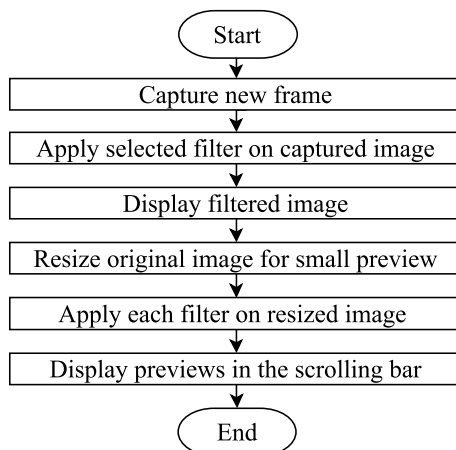 Start
Capture new frame
Apply selected filter on captured image
Display filtered image
Resize original image for small preview
Apply each filter on resized image
Display previews in the scrolling bar
End